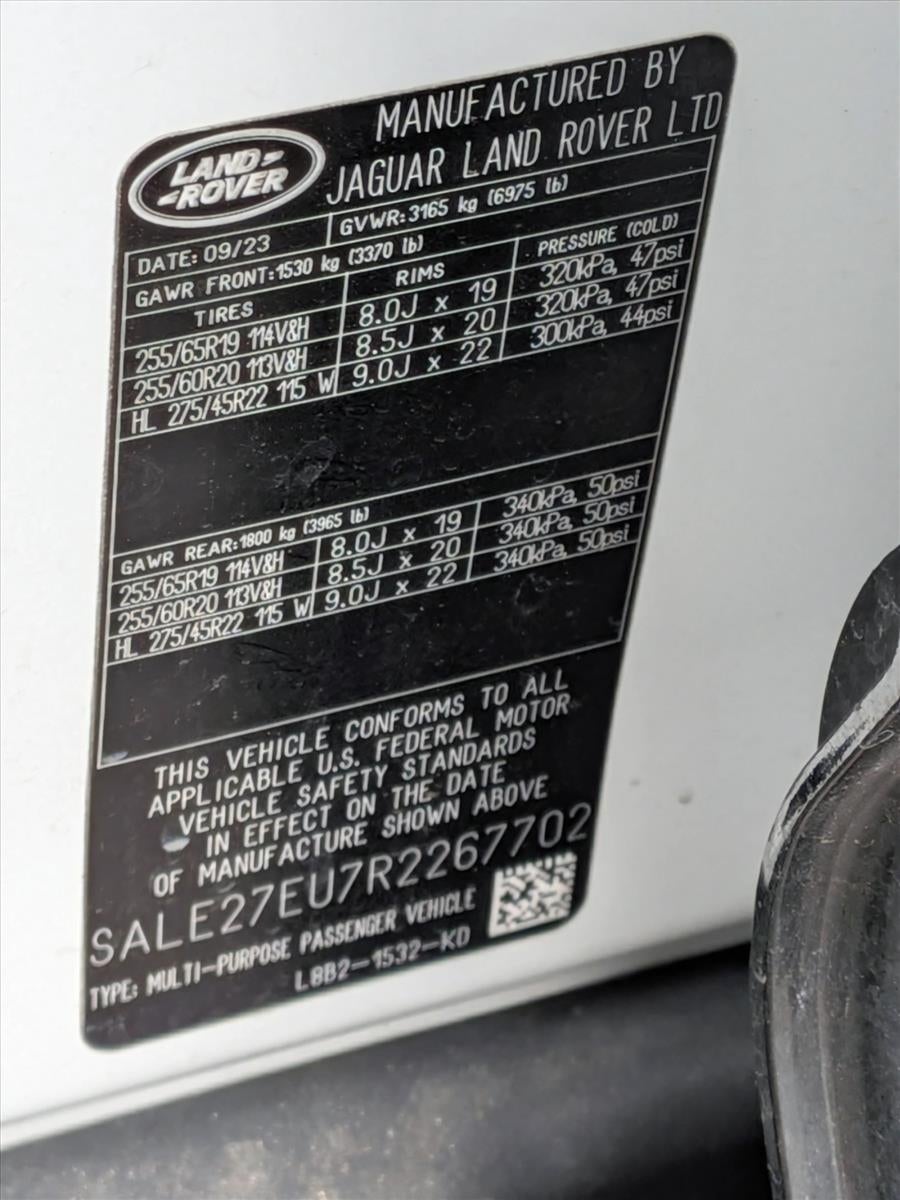 LAND-
-ROVER
MANUFACTURED BY
JAGUAR LAND ROVER LTD
DATE: 09/23 GVWR:3165 kg (6975 lb)
GAWR FRONT:1530 kg (3370 lb)
TIRES RIMS PRESSURE (COLD)
255/65R19 114V&H 8.0J x 19 320kPa, 47psi
255/60R20 113V&H 8.5J x 20 320kPa, 47psi
HL 275/45R22 115 W 9.0J x 22 300kPa, 44psi
GAWR REAR:1800 kg (3965 lb)
255/65R19 114V&H 8.0J x 19 340kPa, 50psi
255/60R20 113V&H 8.5J x 20 340kPa, 50psi
HL 275/45R22 115 W 9.0J x 22 340kPa, 50psi
THIS VEHICLE CONFORMS TO ALL
APPLICABLE U.S. FEDERAL MOTOR
VEHICLE SAFETY STANDARDS
IN EFFECT ON THE DATE
OF MANUFACTURE SHOWN ABOVE
SALE27EU7R2267702
TYPE: MULTI-PURPOSE PASSENGER VEHICLE
L8B2-1532-KD